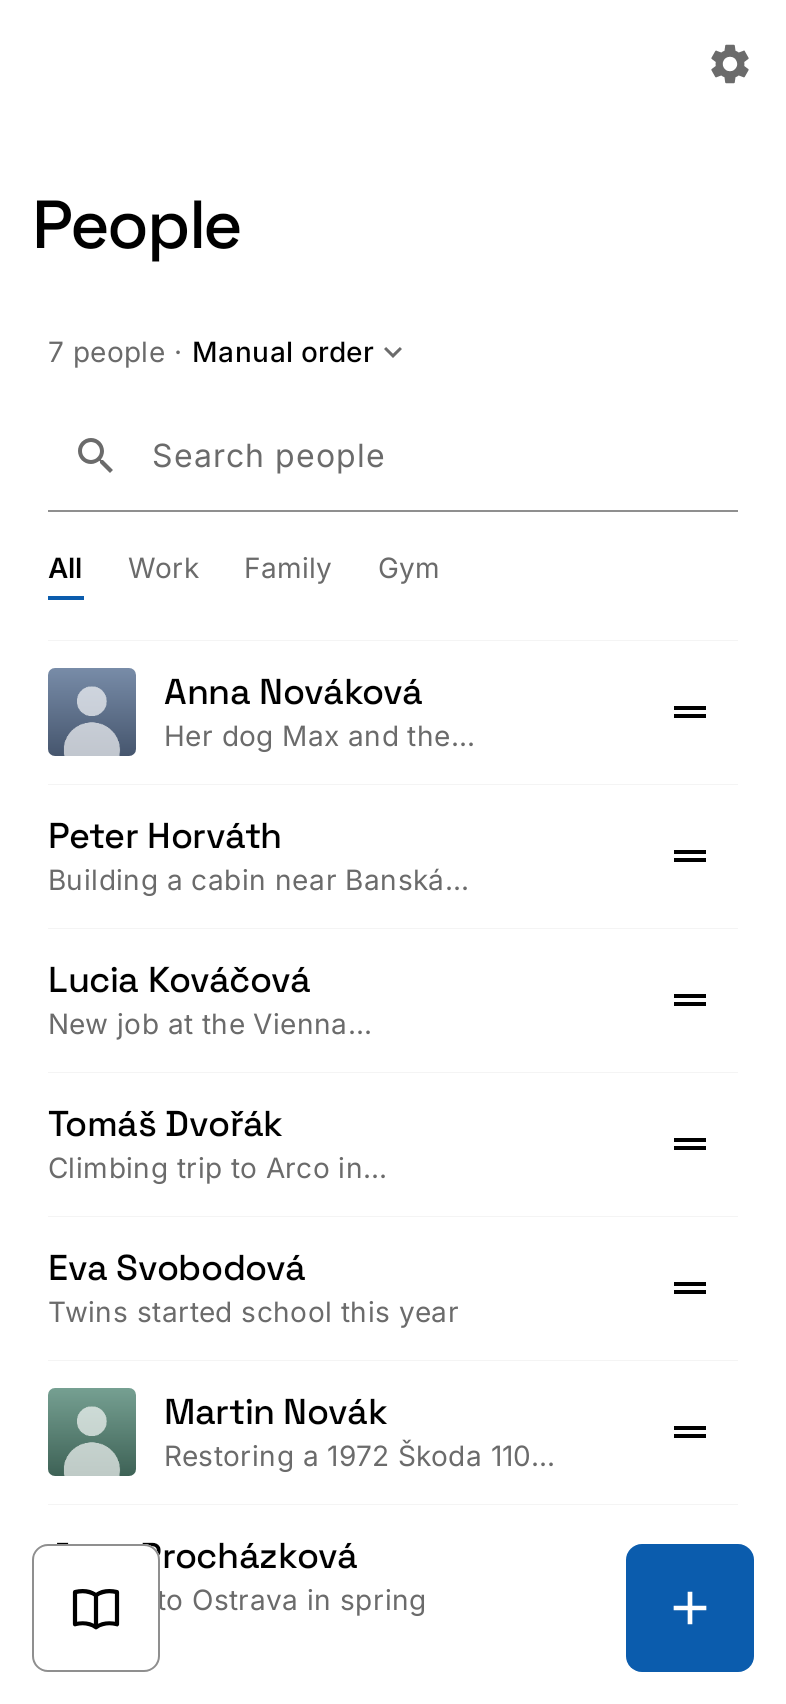 People
7 people · Manual order
Search people
All Work Family Gym
Anna Nováková
Her dog Max and the...
Peter Horváth
Building a cabin near Banská...
Lucia Kováčová
New job at the Vienna...
Tomáš Dvořák
Climbing trip to Arco in...
Eva Svobodová
Twins started school this year
Martin Novák
Restoring a 1972 Škoda 110...
Procházková
to Ostrava in spring